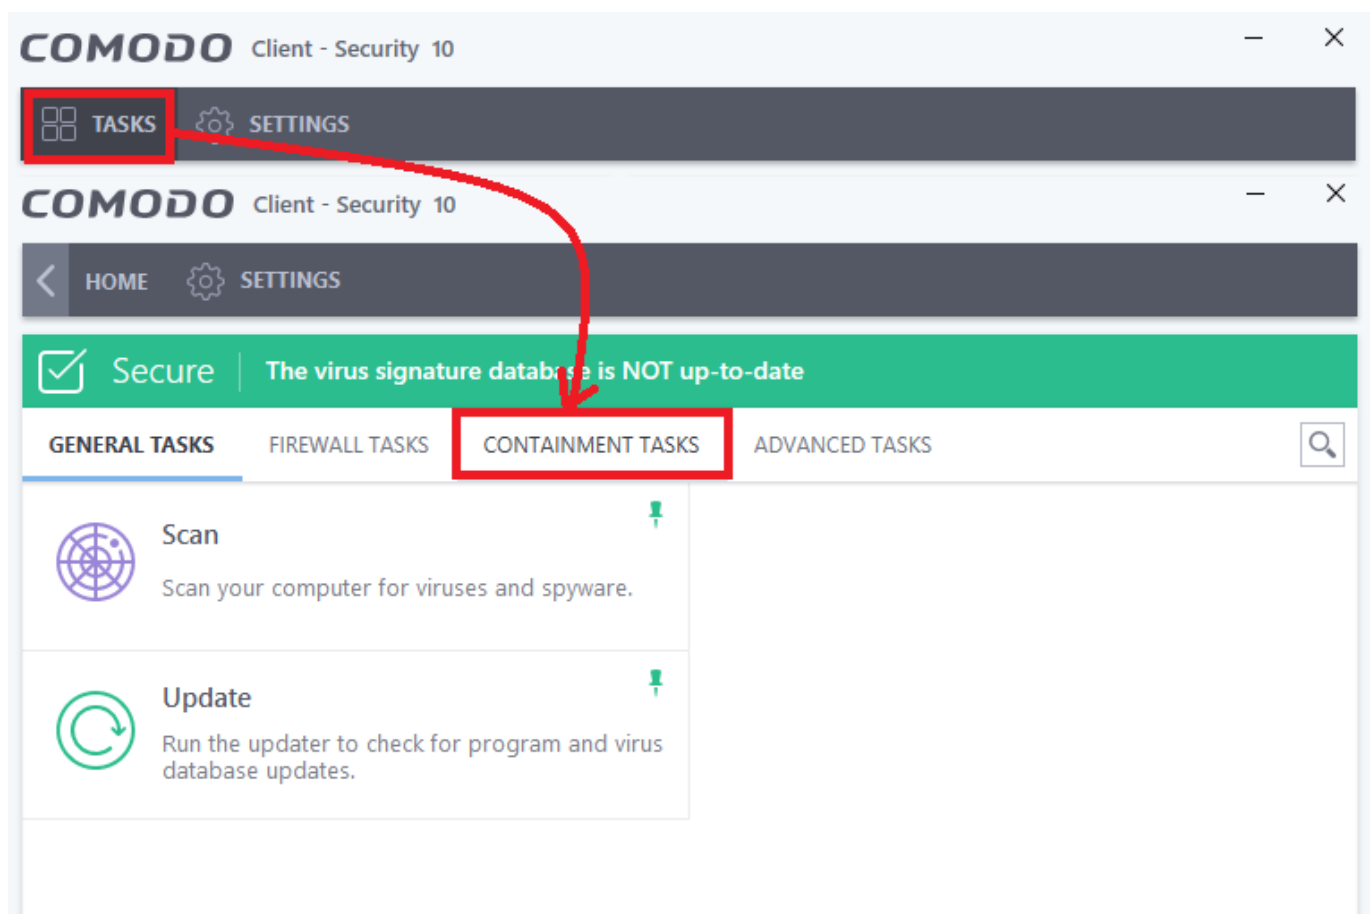 COMODO Client - Security 10
TASKS SETTINGS
COMODO Client - Security 10
HOME SETTINGS
Secure The virus signature database is NOT up-to-date
GENERAL TASKS FIREWALL TASKS CONTAINMENT TASKS ADVANCED TASKS
Scan
Scan your computer for viruses and spyware.
Update
Run the updater to check for program and virus
database updates.